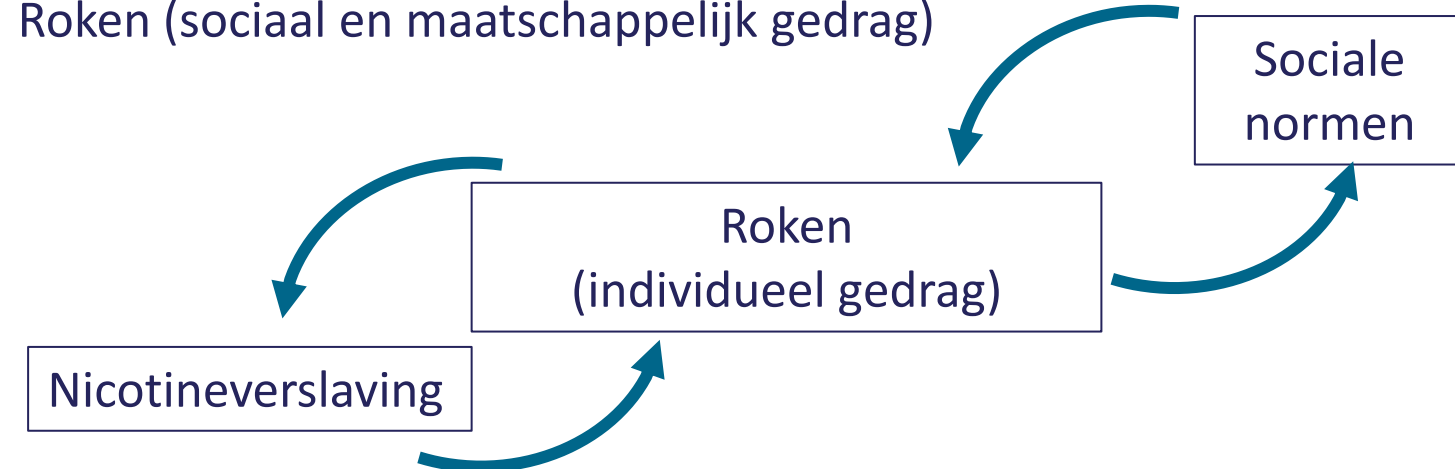 Roken (sociaal en maatschappelijk gedrag)
Sociale
normen
Roken
(individueel gedrag)
Nicotineverslaving